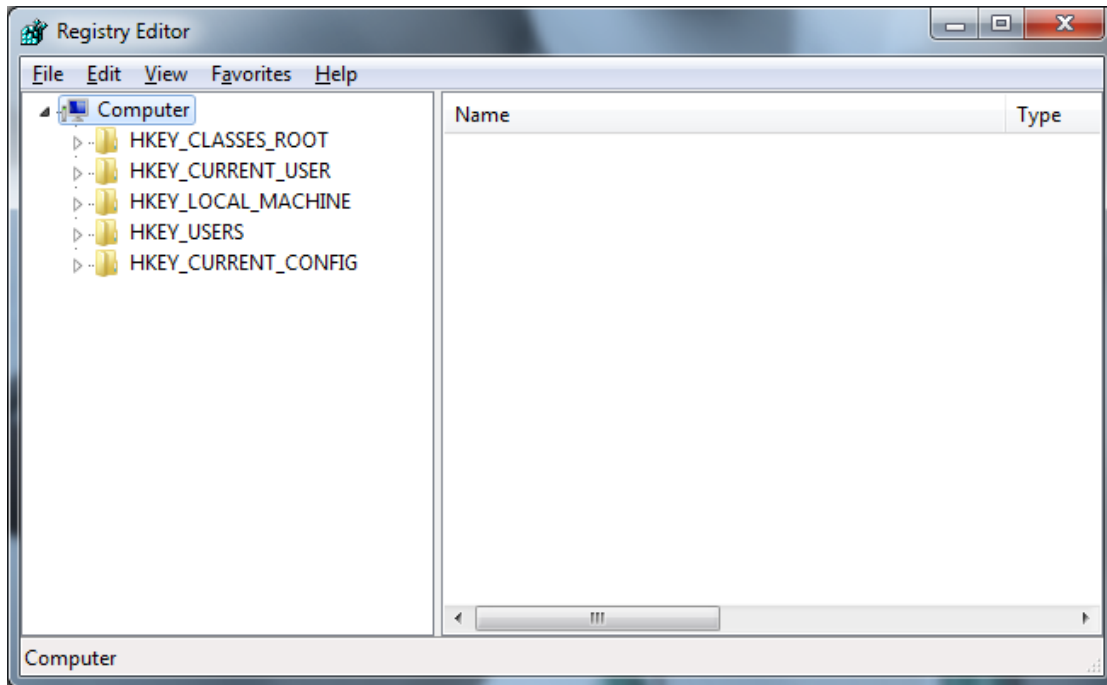 Registry Editor
File Edit View Favorites Help
Computer
HKEY_CLASSES_ROOT
HKEY_CURRENT_USER
HKEY_LOCAL_MACHINE
HKEY_USERS
HKEY_CURRENT_CONFIG
Name Type
Computer